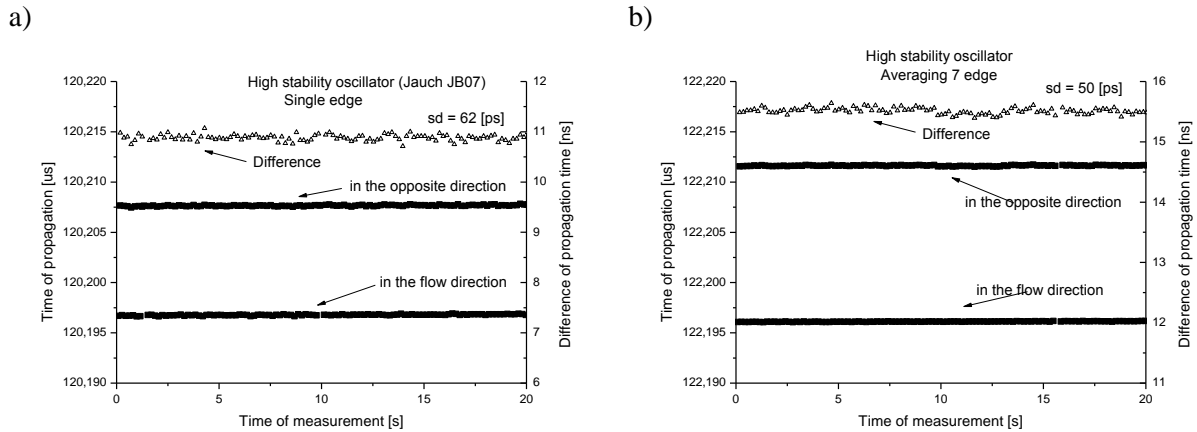 a)
High stability oscillator (Jauch JB07)
Single edge
sd = 62 [ps]
Difference
in the opposite direction
in the flow direction
120,220
120,215
120,210
120,205
120,200
120,195
120,190
Time of propagation [us]
12
11
10
9
8
7
6
Difference of propagation time [ns]
0 5 10 15 20
Time of measurement [s]
b)
High stability oscillator
Averaging 7 edge
sd = 50 [ps]
Difference
in the opposite direction
in the flow direction
122,220
122,215
122,210
122,205
122,200
122,195
122,190
Time of propagation [us]
16
15
14
13
12
11
Difference of propagation time [ns]
0 5 10 15 20
Time of measurement [s]